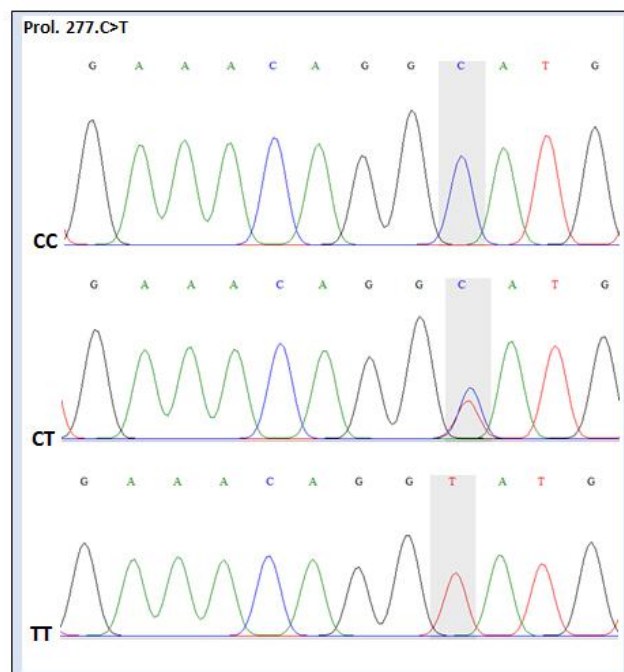 Prol. 277.C>T
G A A A C A G G C A T G
CC
G A A A C A G G C A T G
CT
G A A A C A G G T A T G
TT